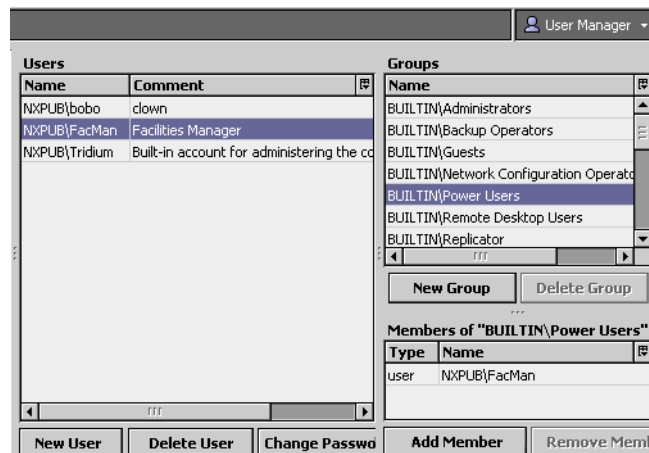 User Manager
Users
Name Comment
NXPUB\bobo clown
NXPUB\FacMan Facilities Manager
NXPUB\Tridium Built-in account for administering the co
New User Delete User Change Passwo
Groups
Name
BUILTIN\Administrators
BUILTIN\Backup Operators
BUILTIN\Guests
BUILTIN\Network Configuration Operato
BUILTIN\Power Users
BUILTIN\Remote Desktop Users
BUILTIN\Replicator
New Group Delete Group
Members of "BUILTIN\Power Users"
Type Name
user NXPUB\FacMan
Add Member Remove Mem